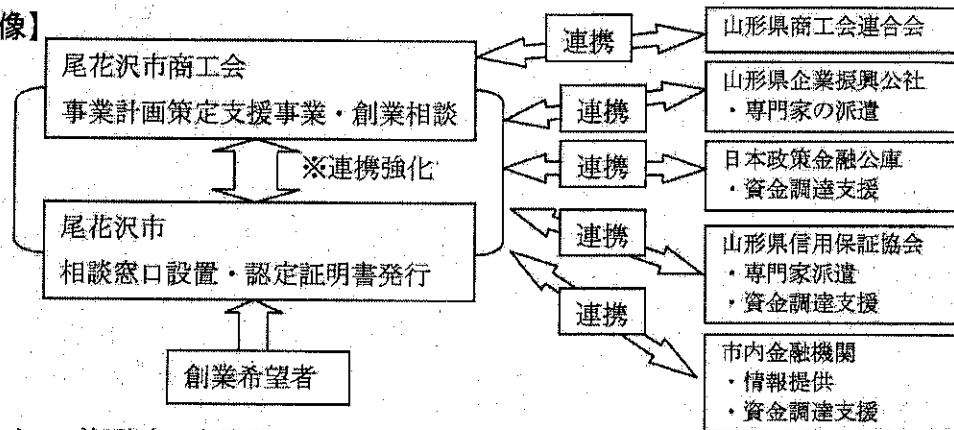 像】
尾花沢市商工会
事業計画策定支援事業・創業相談
※連携強化
尾花沢市
相談窓口設置・認定証明書発行
創業希望者
連携
山形県商工会連合会
連携
山形県企業振興公社
・専門家の派遣
連携
日本政策金融公庫
・資金調達支援
連携
山形県信用保証協会
・専門家派遣
・資金調達支援
連携
市内金融機関
・情報提供
・資金調達支援